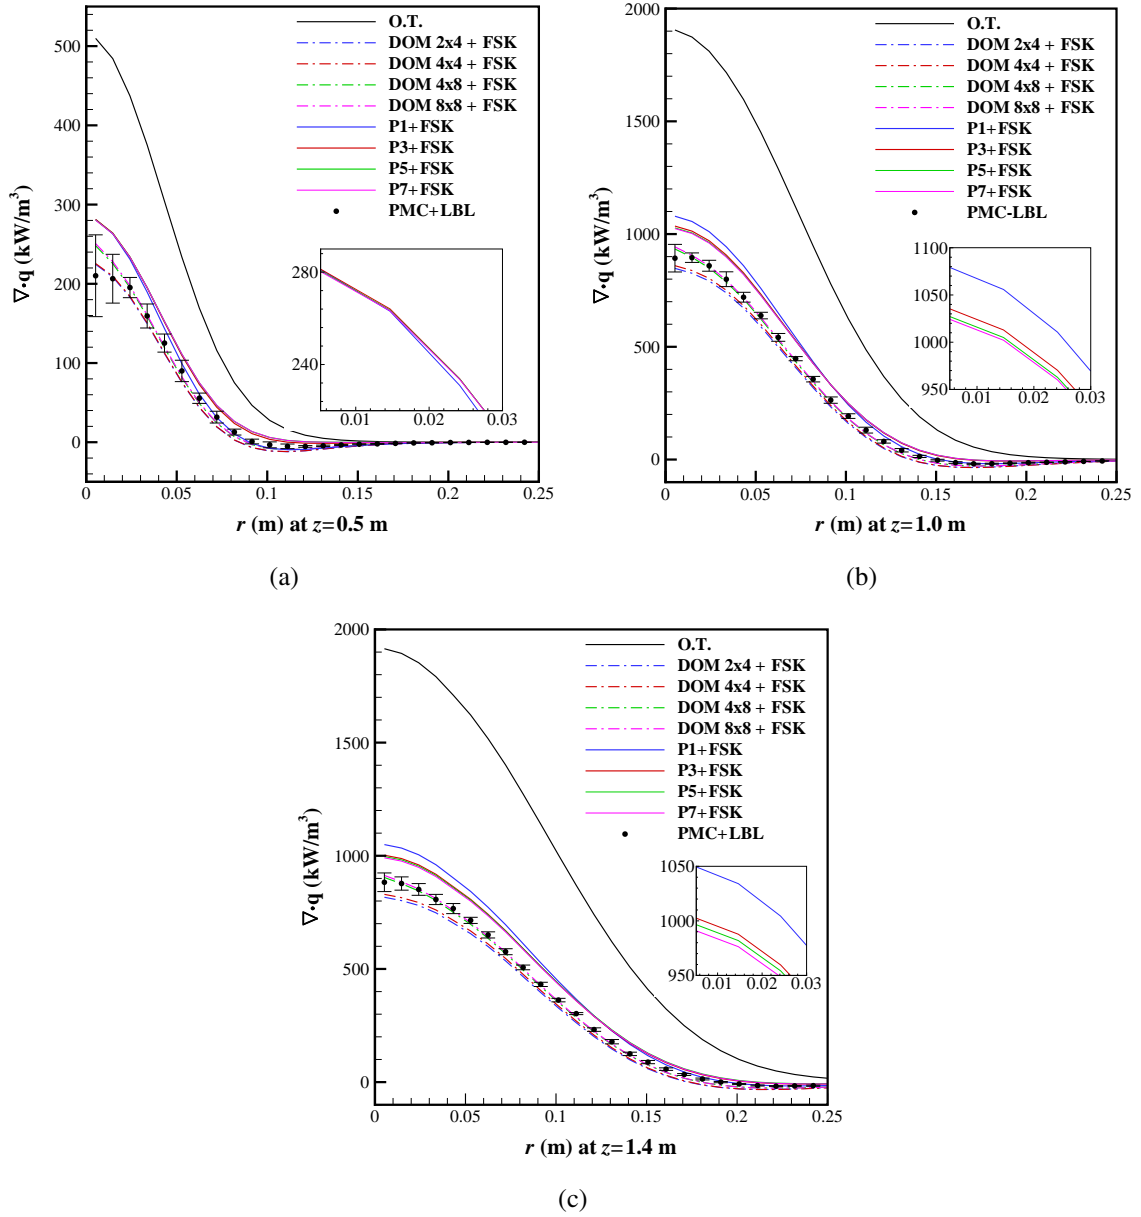 O.T.
DOM 2x4 + FSK
DOM 4x4 + FSK
DOM 4x8 + FSK
DOM 8x8 + FSK
P1+FSK
P3+FSK
P5+FSK
P7+FSK
PMC+LBL
500
400
300
200
100
0
∇·q (kW/m³)
280
240
0.01 0.02 0.03
0 0.05 0.1 0.15 0.2 0.25
r (m) at z=0.5 m
(a)
O.T.
DOM 2x4 + FSK
DOM 4x4 + FSK
DOM 4x8 + FSK
DOM 8x8 + FSK
P1+FSK
P3+FSK
P5+FSK
P7+FSK
PMC-LBL
2000
1500
1000
500
0
∇·q (kW/m³)
1100
1050
1000
950
0.01 0.02 0.03
0 0.05 0.1 0.15 0.2 0.25
r (m) at z=1.0 m
(b)
O.T.
DOM 2x4 + FSK
DOM 4x4 + FSK
DOM 4x8 + FSK
DOM 8x8 + FSK
P1+FSK
P3+FSK
P5+FSK
P7+FSK
PMC+LBL
2000
1500
1000
500
0
∇·q (kW/m³)
1050
1000
950
0.01 0.02 0.03
0 0.05 0.1 0.15 0.2 0.25
r (m) at z=1.4 m
(c)